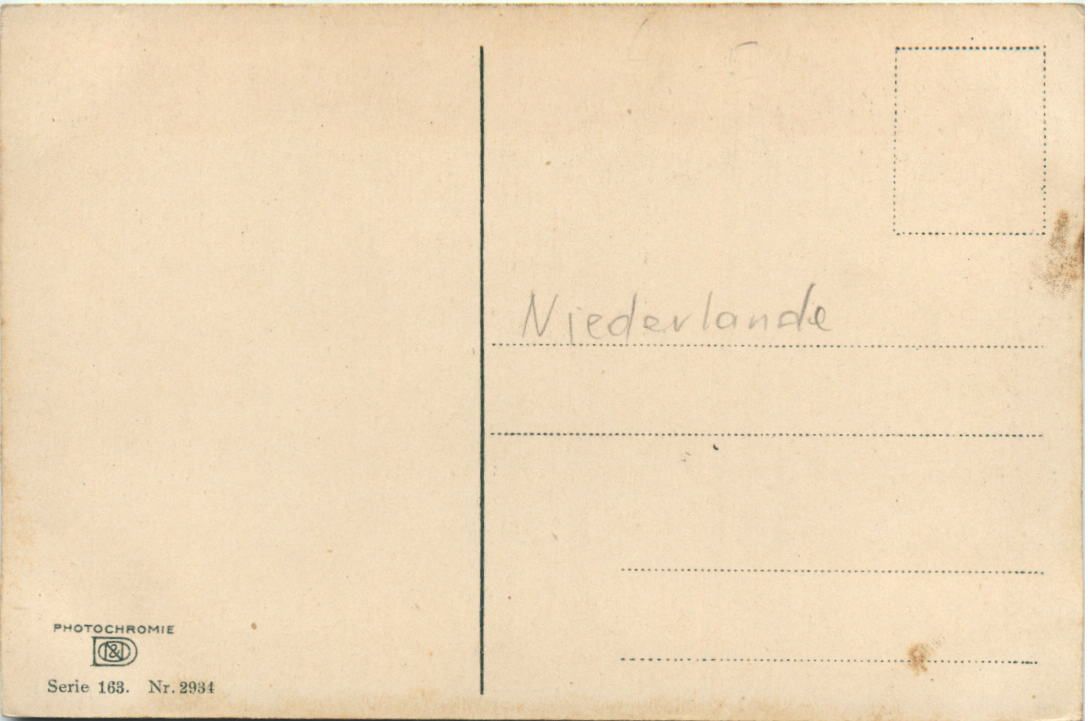 Niederlande
PHOTOCHROMIE
Serie 163. Nr. 2934